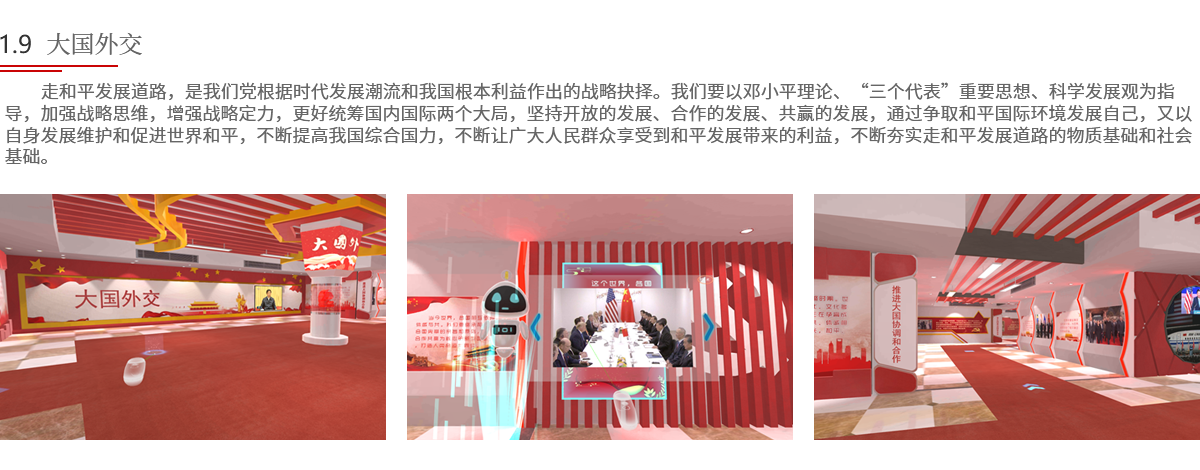 1.9 大国外交
走和平发展道路，是我们党根据时代发展潮流和我国根本利益作出的战略抉择。我们要以邓小平理论、“三个代表”重要思想、科学发展观为指
导，加强战略思维，增强战略定力，更好统筹国内国际两个大局，坚持开放的发展、合作的发展、共赢的发展，通过争取和平国际环境发展自己，又以
自身发展维护和促进世界和平，不断提高我国综合国力，不断让广大人民群众享受到和平发展带来的利益，不断夯实走和平发展道路的物质基础和社会
基础。
大国外交
大国外
这个世界，各国
推进大国协调和合作